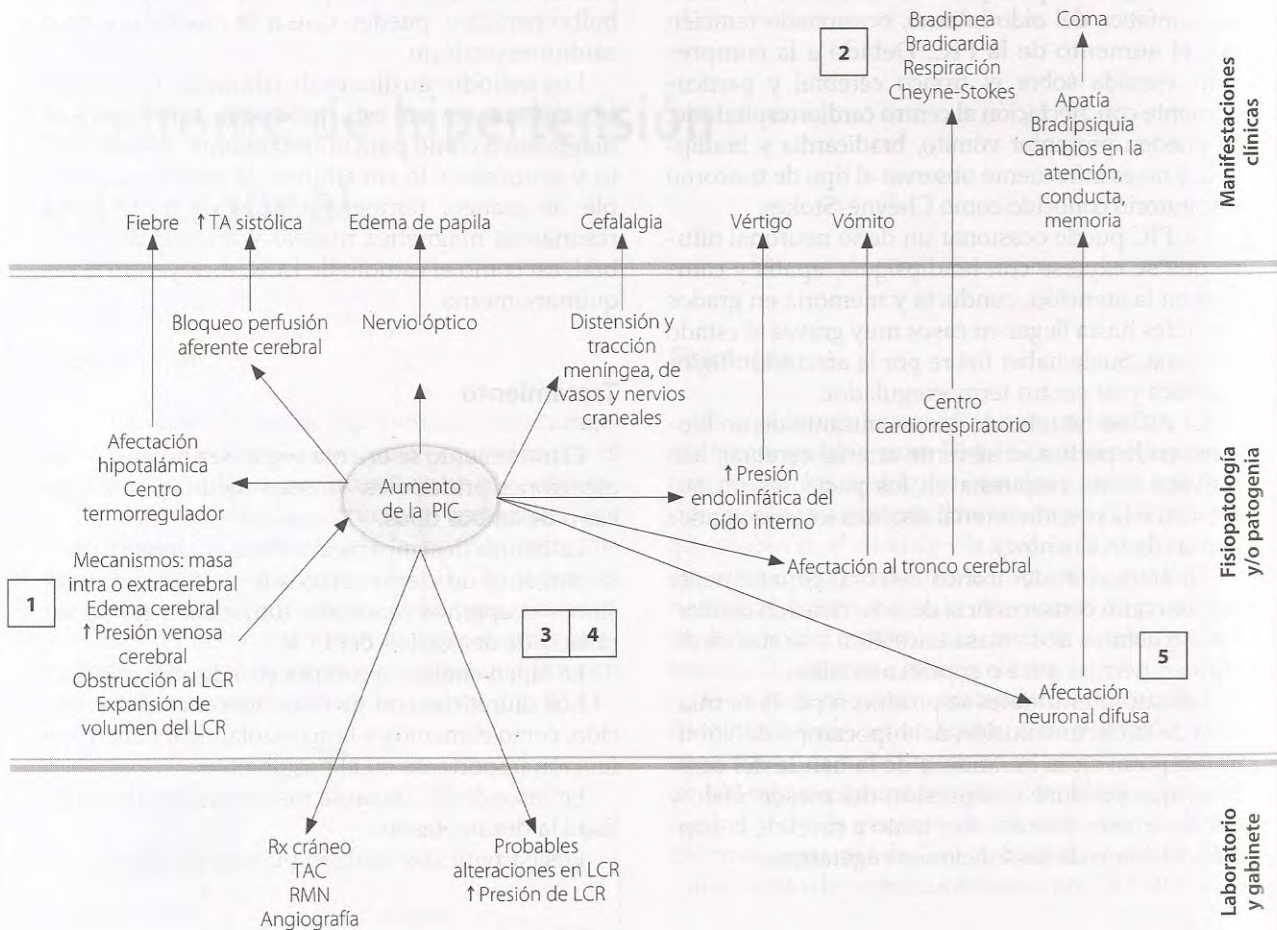 2
Bradipnea
Bradicardia
Respiración
Cheyne-Stokes
Coma
Apatía
Bradipsiquia
Cambios en la
atención,
conducta,
memoria
Manifestaciones
clínicas
Fiebre
↑TA sistólica
Edema de papila
Cefalalgia
Vértigo
Vómito
Bloqueo perfusión
aferente cerebral
Nervio óptico
Distensión y
tracción
meníngea, de
vasos y nervios
craneales
Centro
cardiorrespiratorio
Afectación
hipotalámica
Centro
termorregulador
Aumento
de la PIC
↑Presión
endolinfática del
oído interno
Afectación al tronco cerebral
Fisiopatología
y/o patogenia
1
Mecanismos: masa
intra o extracerebral
Edema cerebral
↑Presión venosa
cerebral
Obstrucción al LCR
Expansión de
volumen del LCR
3
4
5
Afectación
neuronal difusa
Rx cráneo
TAC
RMN
Angiografía
Probables
alteraciones en LCR
↑Presión de LCR
Laboratorio
y gabinete